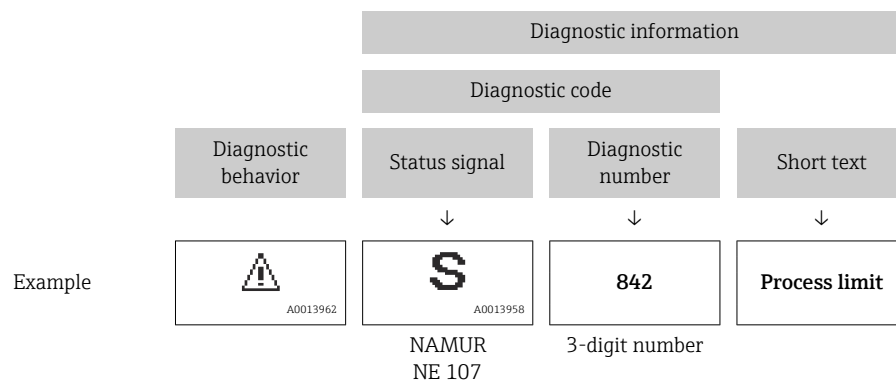 Diagnostic information
Diagnostic code
Diagnostic
behavior
Status signal
Diagnostic
number
Short text
↓ ↓ ↓
Example
A0013962
S
A0013958
842
Process limit
NAMUR
NE 107
3-digit number